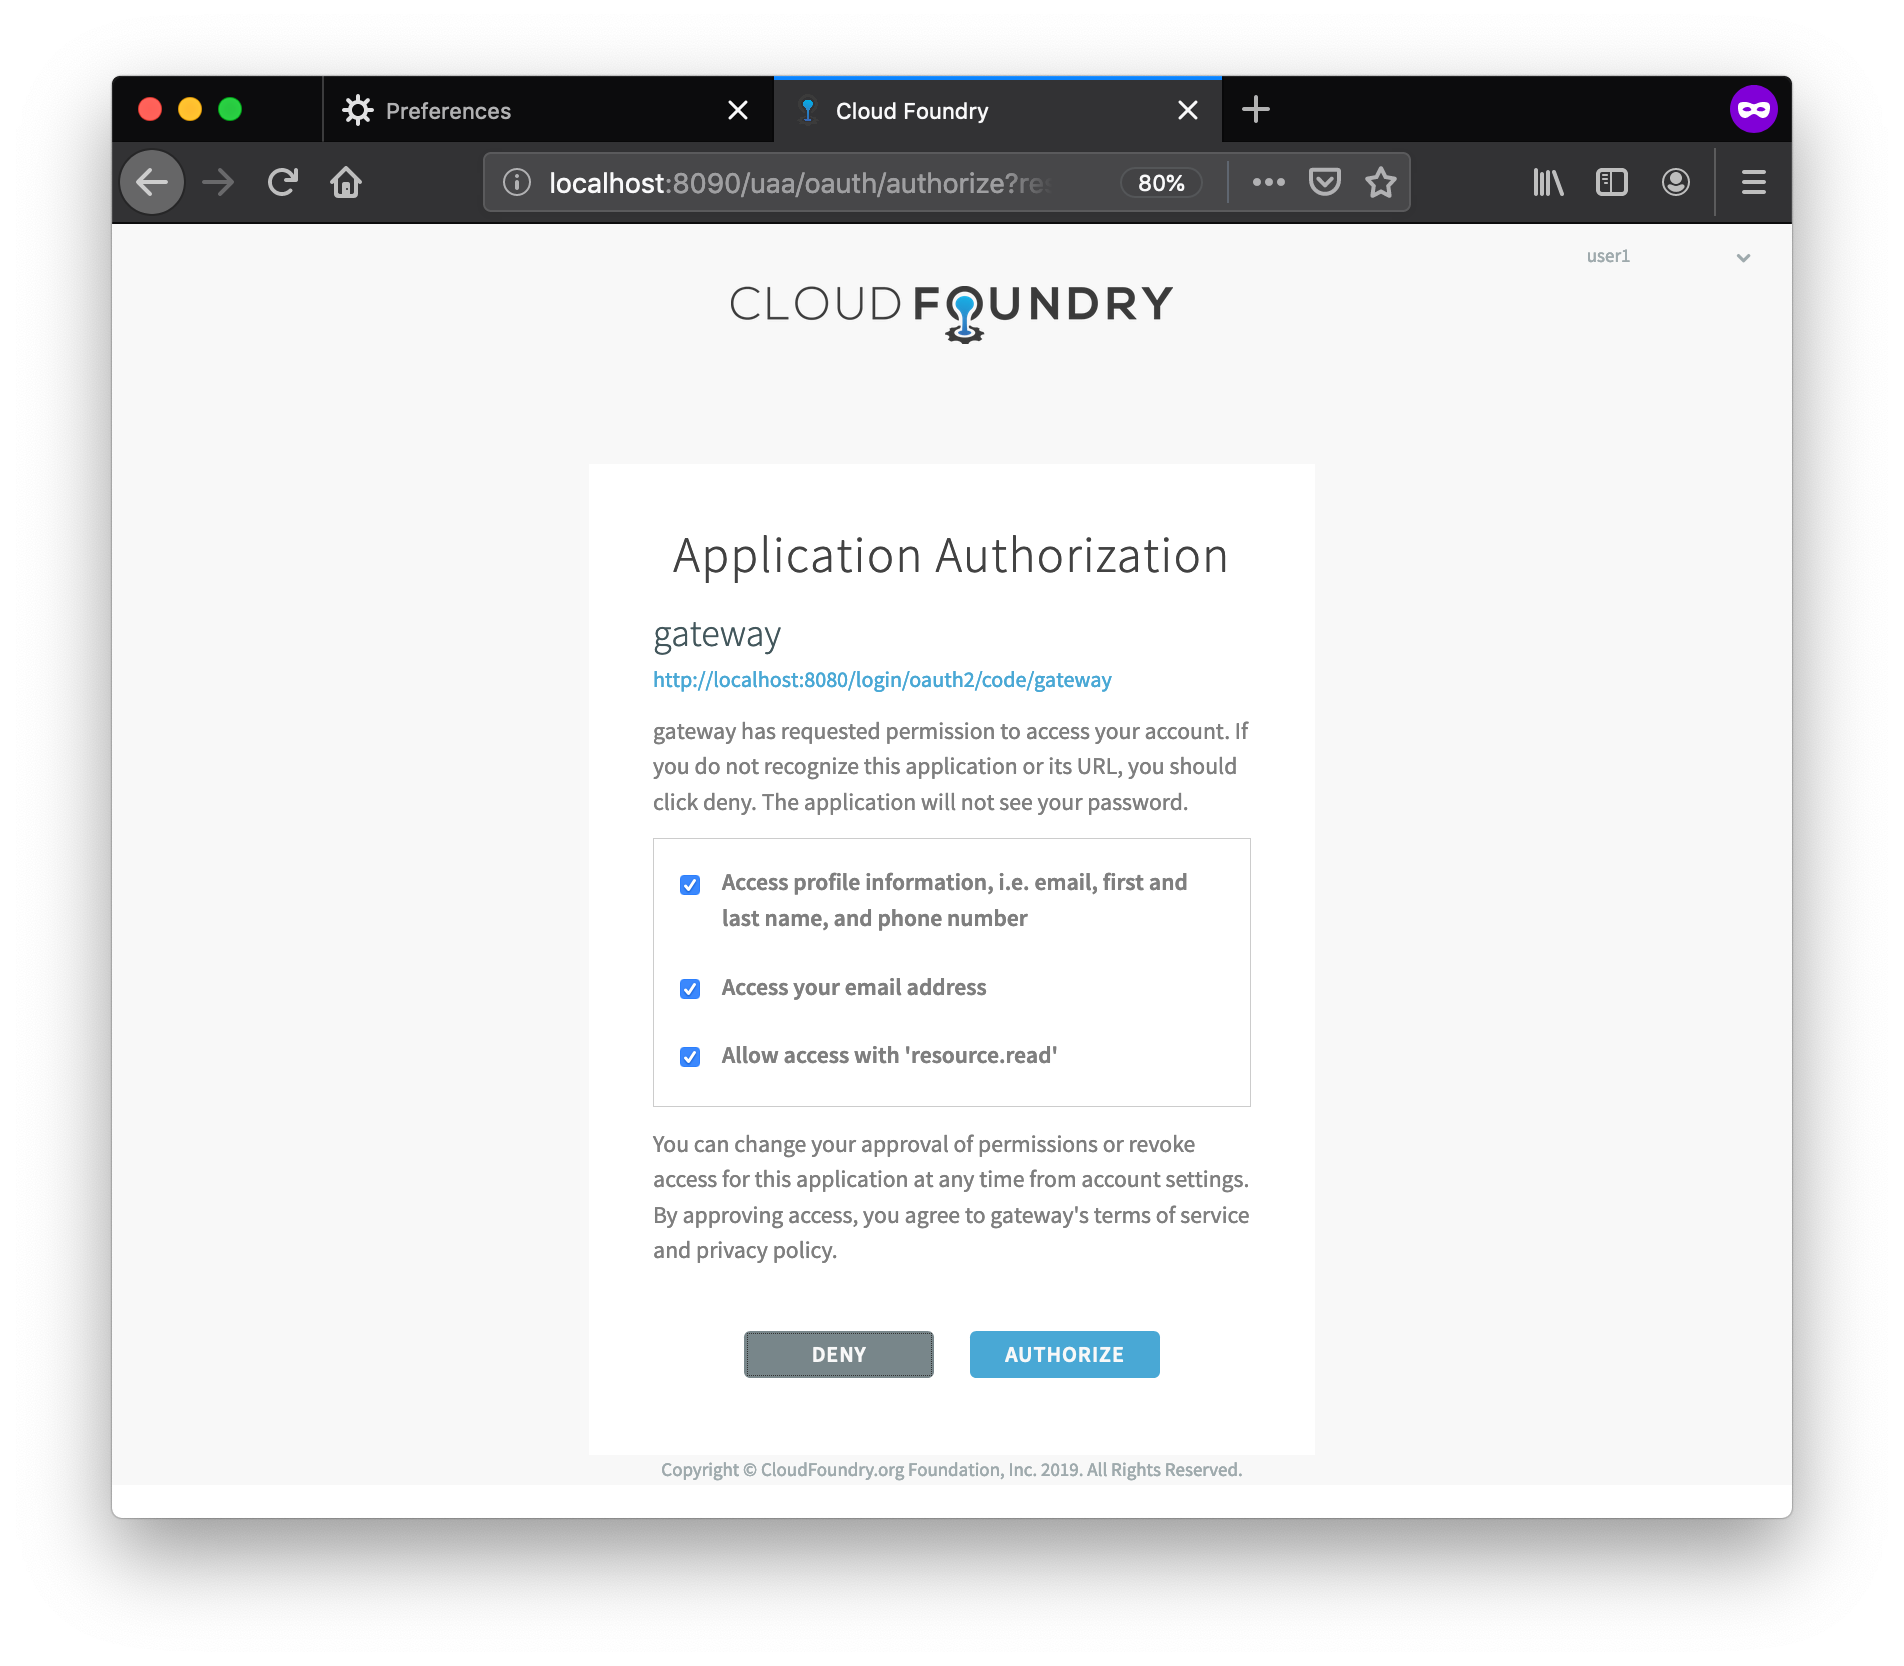 Preferences
Cloud Foundry
localhost:8090/uaa/oauth/authorize?res
80%
user1
CLOUD FOUNDRY
Application Authorization
gateway
http://localhost:8080/login/oauth2/code/gateway
gateway has requested permission to access your account. If
you do not recognize this application or its URL, you should
click deny. The application will not see your password.
Access profile information, i.e. email, first and
last name, and phone number
Access your email address
Allow access with 'resource.read'
You can change your approval of permissions or revoke
access for this application at any time from account settings.
By approving access, you agree to gateway's terms of service
and privacy policy.
DENY
AUTHORIZE
Copyright © CloudFoundry.org Foundation, Inc. 2019. All Rights Reserved.